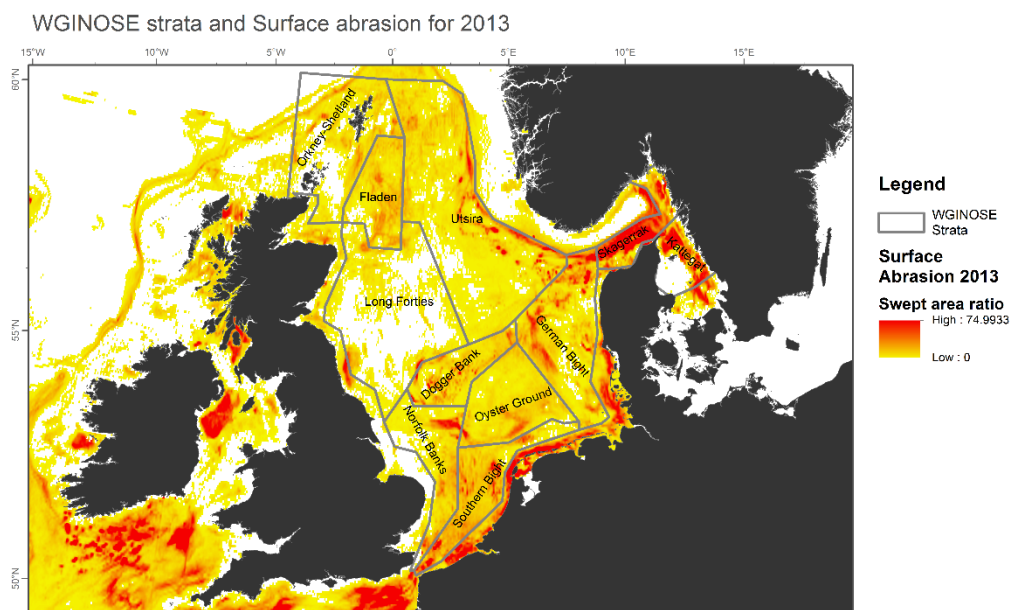 WGINOSE strata and Surface abrasion for 2013
15°W
10°W
5°W
0°
5°E
10°E
15°E
60°N
55°N
50°N
Orkney-Shetland
Fladen
Utsira
Skagerrak
Kattegat
Long Forties
German Bight
Dogger Bank
Oyster Ground
Norfolk Banks
Southern Bight
Legend
WGINOSE
Strata
Surface
Abrasion 2013
Swept area ratio
High : 74.9933
Low : 0